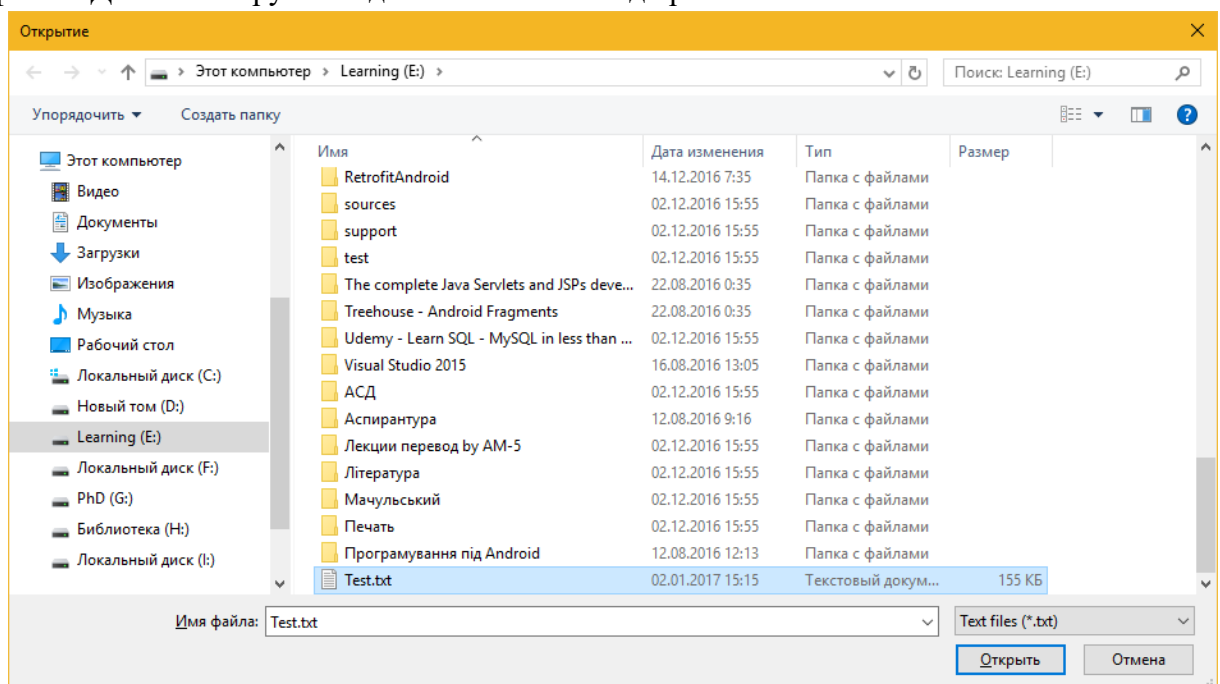 Открытие
Этот компьютер > Learning (E:) >
Поиск: Learning (E:)
Упорядочить Создать папку
Этот компьютер
Видео
Документы
Загрузки
Изображения
Музыка
Рабочий стол
Локальный диск (C:)
Новый том (D:)
Learning (E:)
Локальный диск (F:)
PhD (G:)
Библиотека (H:)
Локальный диск (I:)
Имя Дата изменения Тип Размер
RetrofitAndroid 14.12.2016 7:35 Папка с файлами
sources 02.12.2016 15:55 Папка с файлами
support 02.12.2016 15:55 Папка с файлами
test 02.12.2016 15:55 Папка с файлами
The complete Java Servlets and JSPs deve... 22.08.2016 0:35 Папка с файлами
Treehouse - Android Fragments 22.08.2016 0:35 Папка с файлами
Udemy - Learn SQL - MySQL in less than ... 02.12.2016 15:55 Папка с файлами
Visual Studio 2015 16.08.2016 13:05 Папка с файлами
АСД 02.12.2016 15:55 Папка с файлами
Аспирантура 12.08.2016 9:16 Папка с файлами
Лекции перевод by AM-5 02.12.2016 15:55 Папка с файлами
Література 02.12.2016 15:55 Папка с файлами
Мачульський 02.12.2016 15:55 Папка с файлами
Печать 02.12.2016 15:55 Папка с файлами
Програмування під Android 12.08.2016 12:13 Папка с файлами
Test.txt 02.01.2017 15:15 Текстовый докум... 155 КБ
Имя файла: Test.txt Text files (*.txt)
Открыть Отмена